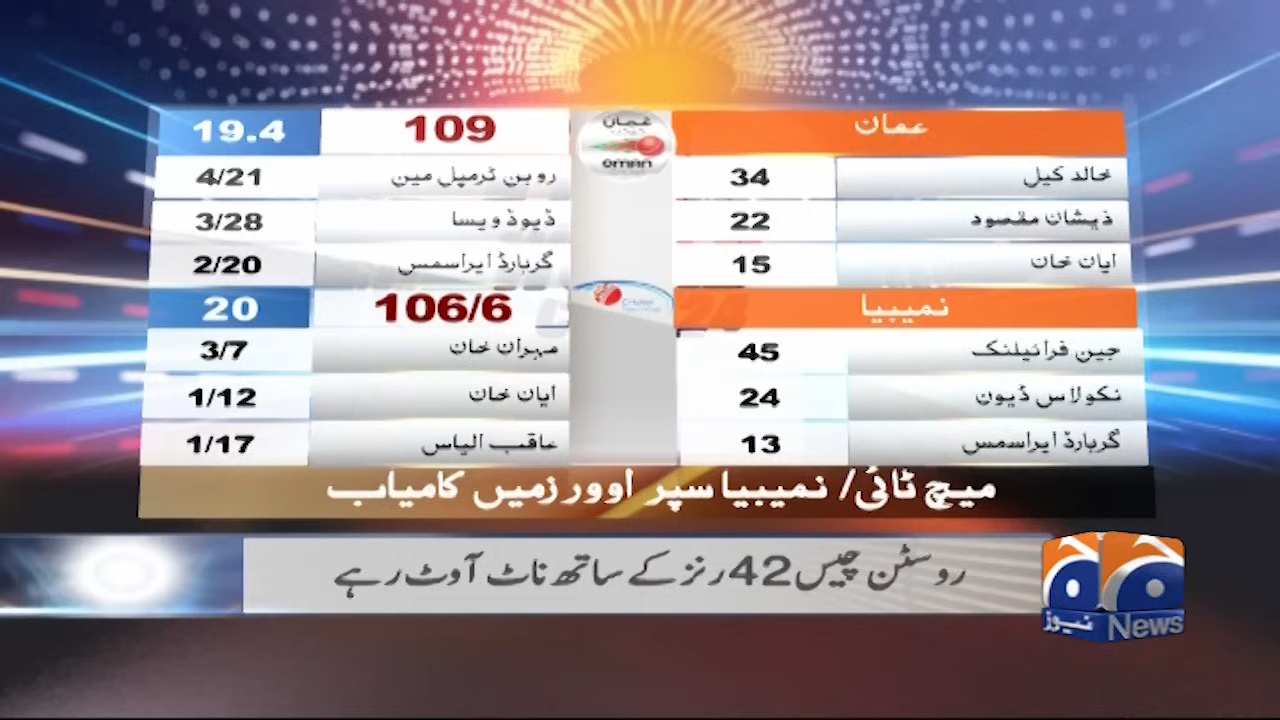 عمان 109 19.4
خالد کیل 34 روبن ٹرمپل مین 4/21
ذیشان مقصود 22 ڈیوڈ ویسا 3/28
ایان خان 15 گرہارڈ ایراسمس 2/20
نمیبیا 106/6 20
جین فرائیلنک 45 مہران خان 3/7
نکولاس ڈیون 24 ایان خان 1/12
گرہارڈ ایراسمس 13 عاقب الیاس 1/17
میچ ٹائی/ نمیبیا سپر اوورز میں کامیاب
روسٹن چیس 42 رنز کے ساتھ ناٹ آوٹ رہے
عمان
oman
نیوز News